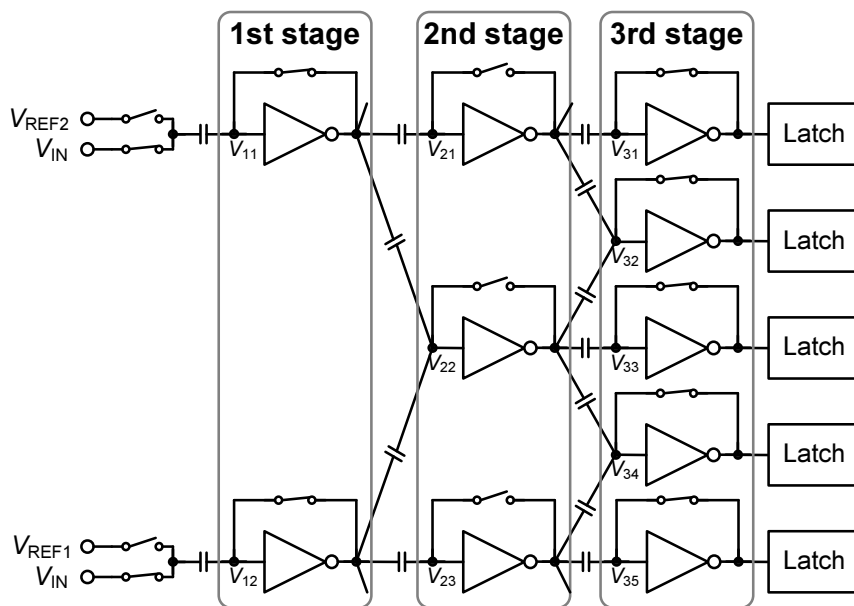 1st stage
2nd stage
3rd stage
VREF2
VIN
V11
V21
V31
Latch
V32
Latch
V22
V33
Latch
V34
Latch
VREF1
VIN
V12
V23
V35
Latch